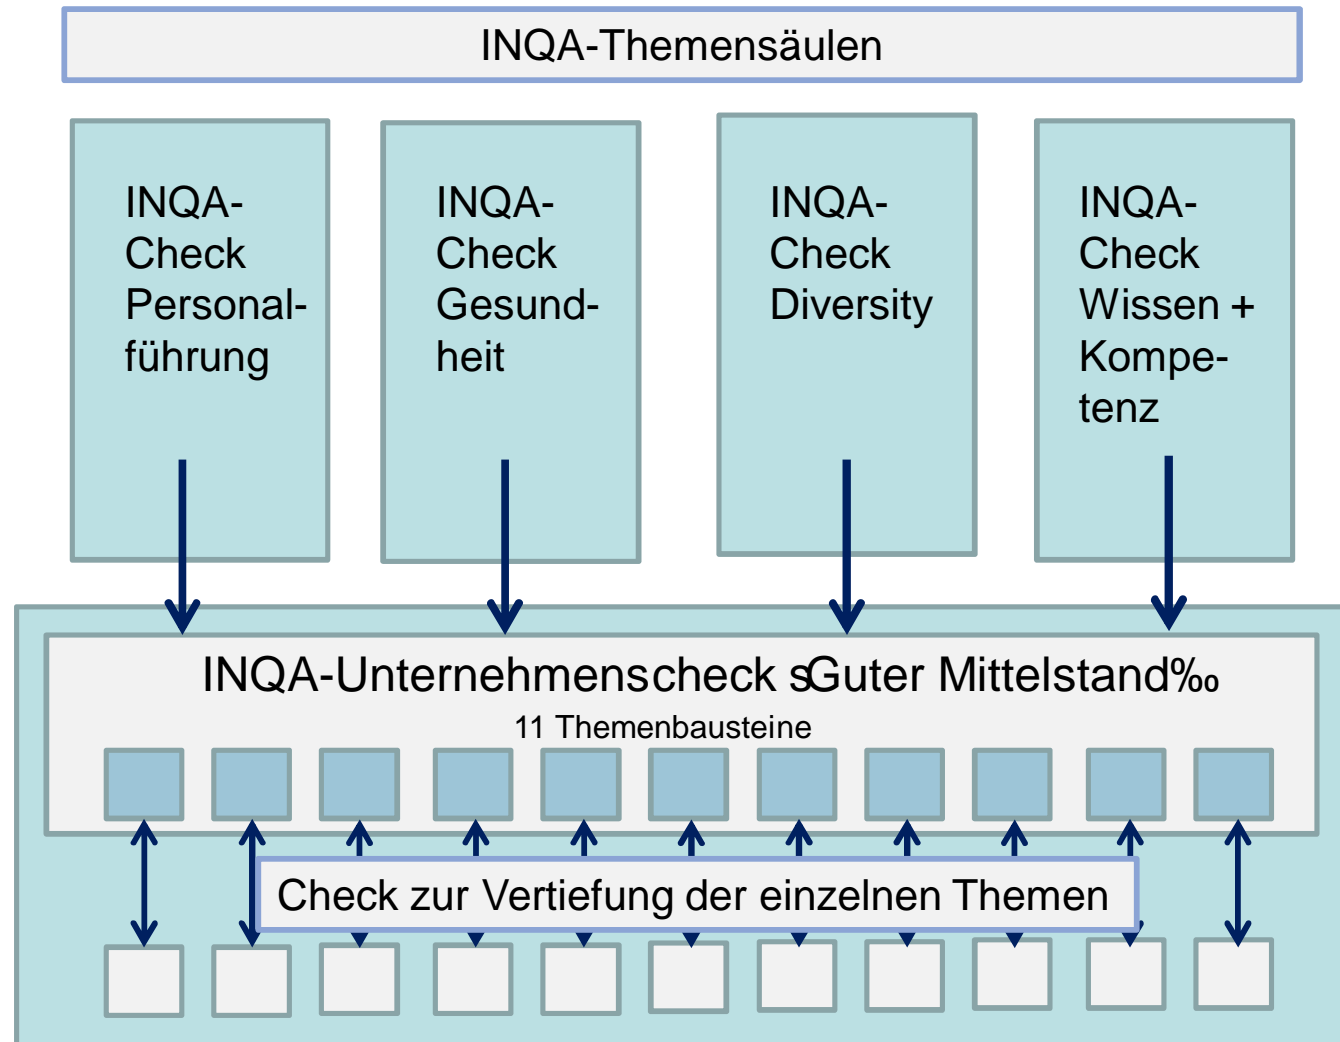 INQA-Themensäulen
INQA-
Check
Personal-
führung
INQA-
Check
Gesund-
heit
INQA-
Check
Diversity
INQA-
Check
Wissen +
Kompe-
tenz
INQA-Unternehmenscheck sGuter Mittelstand‰
11 Themenbausteine
Check zur Vertiefung der einzelnen Themen